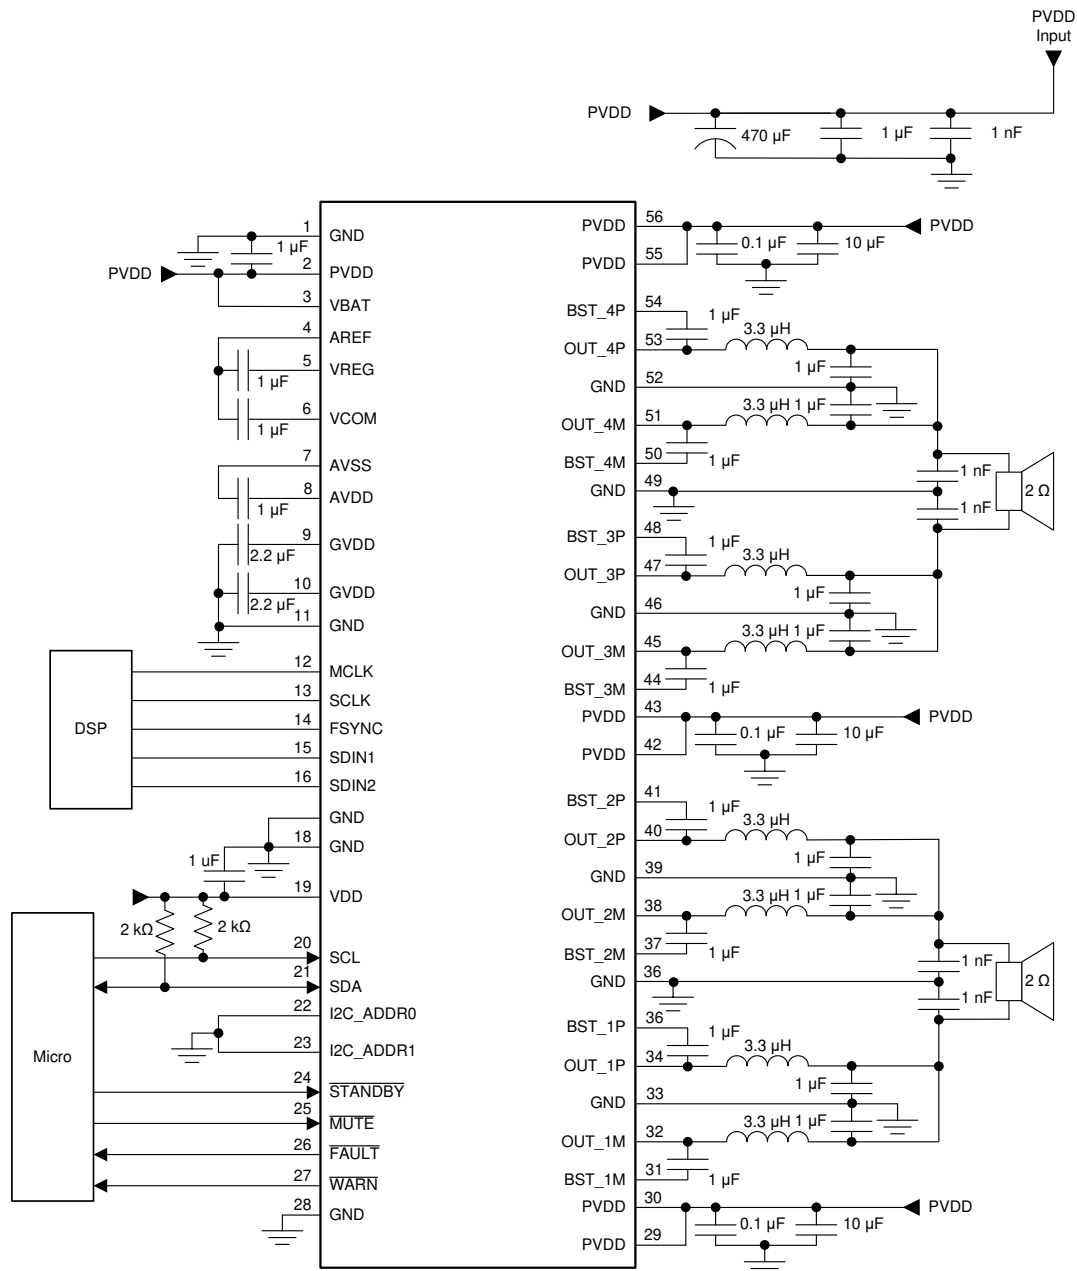 PVDD
Input
PVDD
470 µF
1 µF
1 nF
1
GND
1 µF
PVDD
2
PVDD
3
VBAT
4
AREF
5
VREG
1 µF
6
VCOM
1 µF
7
AVSS
8
AVDD
1 µF
9
GVDD
2.2 µF
10
GVDD
2.2 µF
11
GND
DSP
12
MCLK
13
SCLK
14
FSYNC
15
SDIN1
16
SDIN2
GND
18
GND
1 uF
19
VDD
2 kΩ
2 kΩ
Micro
20
SCL
21
SDA
22
I2C_ADDR0
23
I2C_ADDR1
24
STANDBY
25
MUTE
26
FAULT
27
WARN
28
GND
PVDD
56
PVDD
0.1 µF
10 µF
PVDD
55
BST_4P
54
1 µF
OUT_4P
53
3.3 µH
1 µF
GND
52
OUT_4M
51
3.3 µH
1 µF
BST_4M
50
1 µF
GND
49
1 nF
1 nF
2 Ω
BST_3P
48
1 µF
OUT_3P
47
3.3 µH
1 µF
GND
46
OUT_3M
45
3.3 µH
1 µF
BST_3M
44
1 µF
PVDD
43
PVDD
0.1 µF
10 µF
PVDD
42
BST_2P
41
1 µF
OUT_2P
40
3.3 µH
1 µF
GND
39
OUT_2M
38
3.3 µH
1 µF
BST_2M
37
1 µF
GND
36
1 nF
1 nF
2 Ω
BST_1P
36
1 µF
OUT_1P
34
3.3 µH
1 µF
GND
33
OUT_1M
32
3.3 µH
1 µF
BST_1M
31
1 µF
PVDD
30
PVDD
0.1 µF
10 µF
PVDD
29